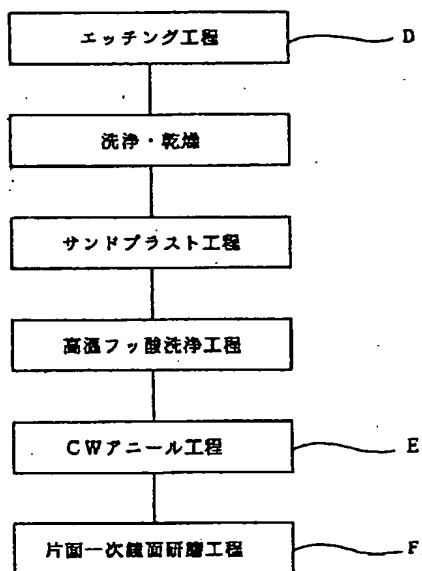 エッチング工程 D
洗浄・乾燥
サンドブラスト工程
高温フッ酸洗浄工程
CWアニール工程 E
片面一次鏡面研磨工程 F